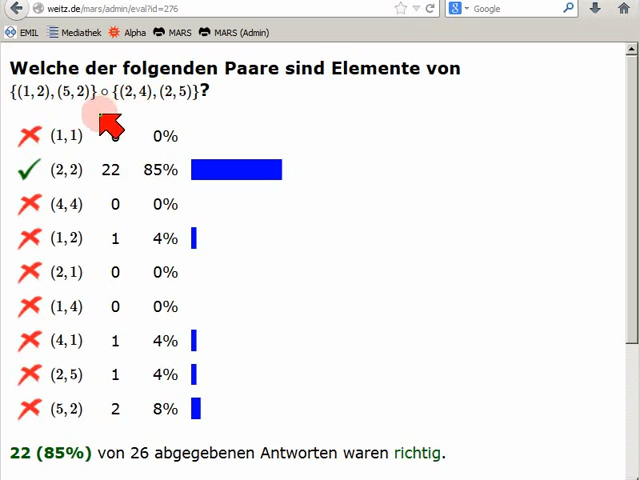 weitz.de/mars/admin/eval?id=276
Google
EMIL Mediathek Alpha MARS MARS (Admin)
Welche der folgenden Paare sind Elemente von
{(1, 2), (5, 2)} ∘ {(2, 4), (2, 5)}?
(1, 1) 0%
(2, 2) 22 85%
(4, 4) 0 0%
(1, 2) 1 4%
(2, 1) 0 0%
(1, 4) 0 0%
(4, 1) 1 4%
(2, 5) 1 4%
(5, 2) 2 8%
22 (85%) von 26 abgegebenen Antworten waren richtig.